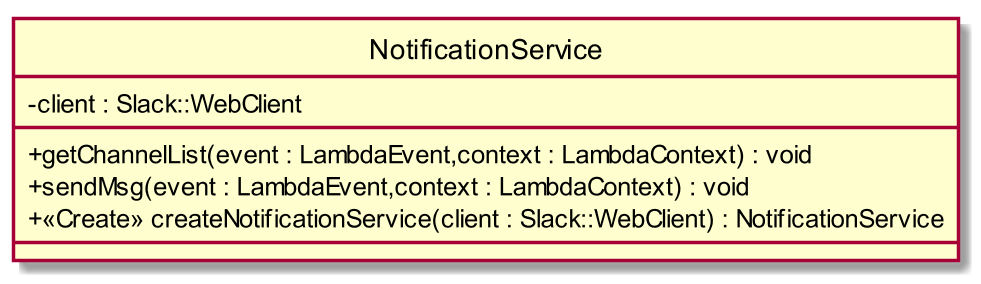 NotificationService
-client : Slack::WebClient
+getChannelList(event : LambdaEvent,context : LambdaContext) : void
+sendMsg(event : LambdaEvent,context : LambdaContext) : void
+«Create» createNotificationService(client : Slack::WebClient) : NotificationService